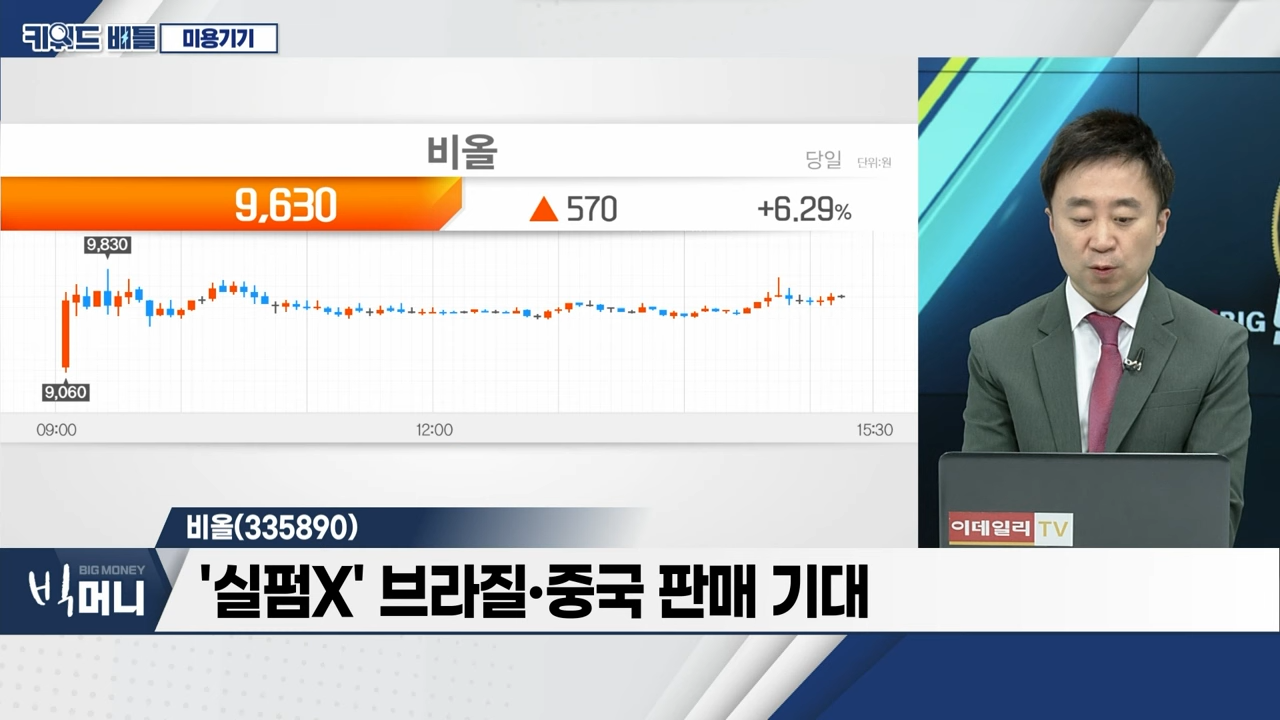 키워드 배틀 미용기기
비올
당일 단위:원
9,630 ▲570 +6.29%
9,830
9,060
09:00 12:00 15:30
BIG
이데일리TV
비올(335890)
BIG MONEY
빅머니
'실펌X' 브라질·중국 판매 기대